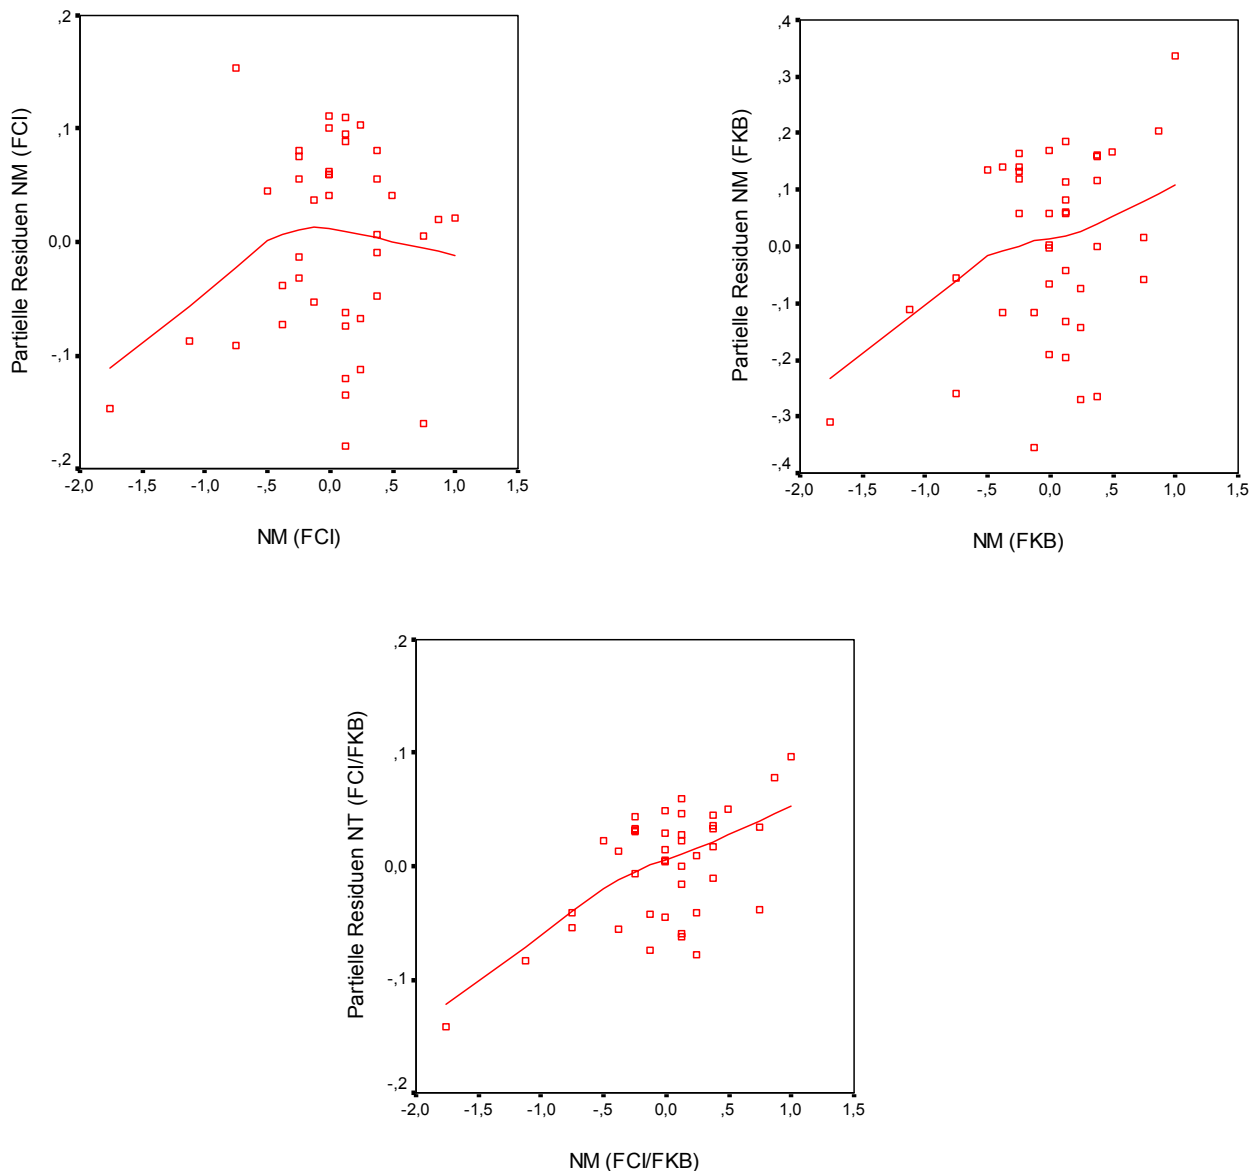 ,2
,1
0,0
-,1
-,2
Partielle Residuen NM (FCI)
-2,0 -1,5 -1,0 -,5 0,0 ,5 1,0 1,5
NM (FCI)
,4
,3
,2
,1
0,0
-,1
-,2
-,3
-,4
Partielle Residuen NM (FKB)
-2,0 -1,5 -1,0 -,5 0,0 ,5 1,0 1,5
NM (FKB)
,2
,1
0,0
-,1
-,2
Partielle Residuen NT (FCI/FKB)
-2,0 -1,5 -1,0 -,5 0,0 ,5 1,0 1,5
NM (FCI/FKB)